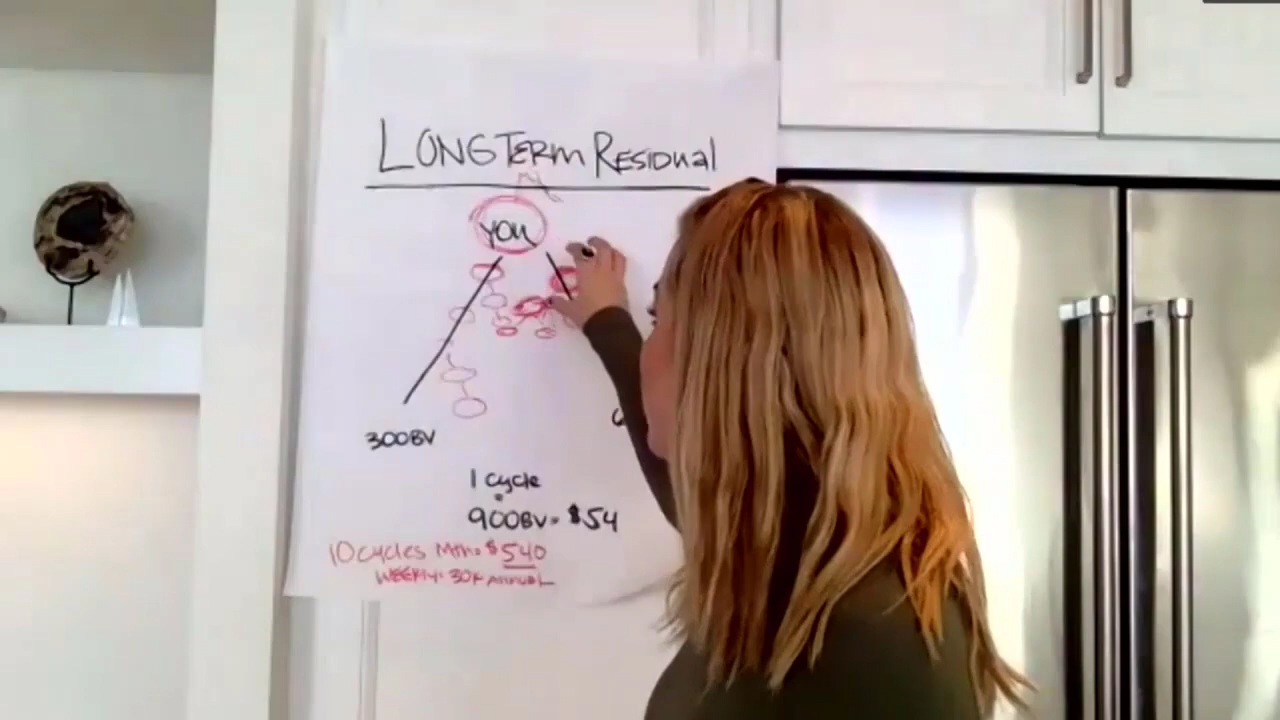 LONG TERM RESIDUAL
you
300BV
1 cycle
900BV = $54
10 cycles Mth = $540
WEEKLY = 30k ANNUAL